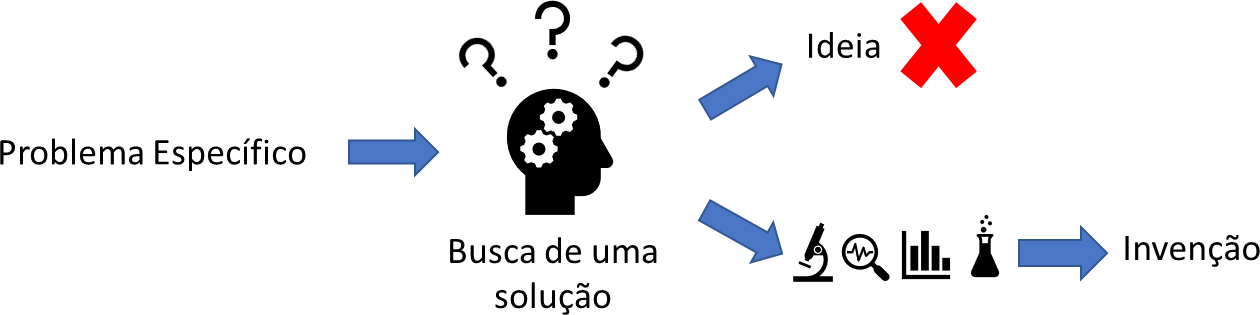 Problema Específico
Busca de uma
solução
Ideia
Invenção